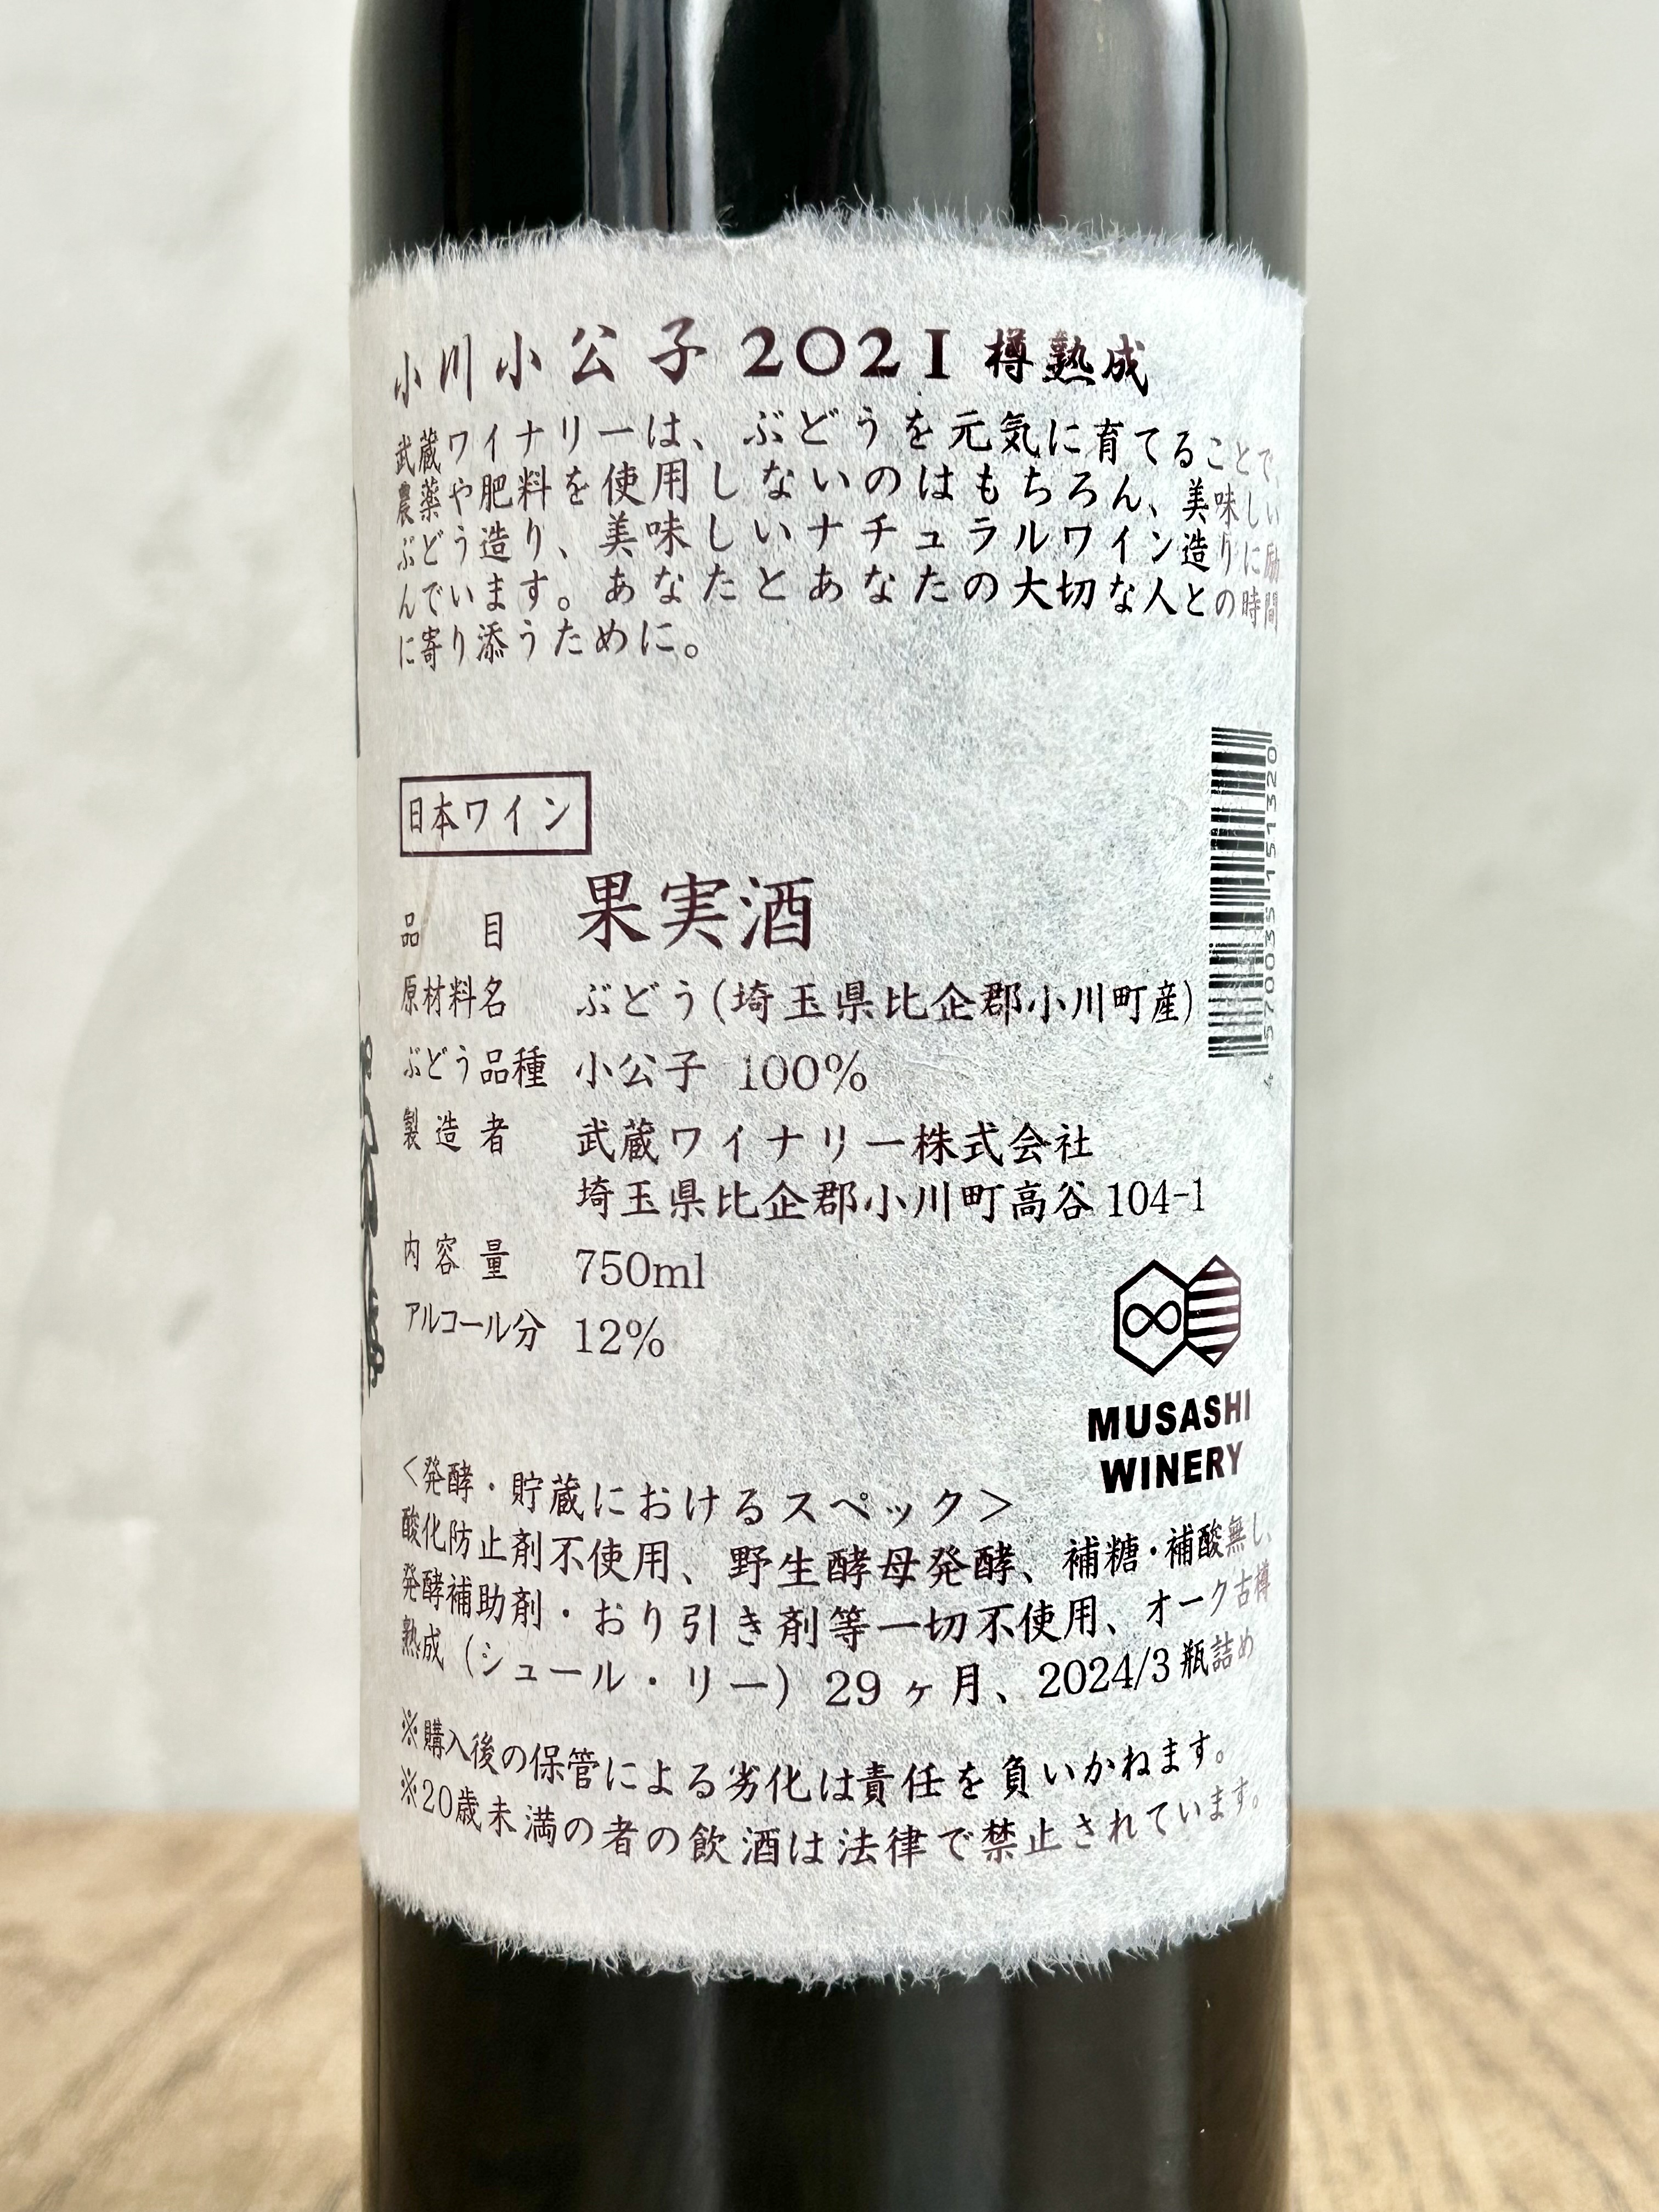 小川小公子 2021 樽熟成
武蔵ワイナリーは、ぶどうを元気に育てることで、
農薬や肥料を使用しないのはもちろん、美味しい
ぶどう造り、美味しいナチュラルワイン造りに励
んでいます。あなたとあなたの大切な人との時間
に寄り添うために。
日本ワイン
品目 果実酒
原材料名 ぶどう(埼玉県比企郡小川町産)
ぶどう品種 小公子 100%
製造者 武蔵ワイナリー株式会社
埼玉県比企郡小川町高谷104-1
内容量 750ml
アルコール分 12%
4 570035 151320
MUSASHI
WINERY
<発酵・貯蔵におけるスペック>
酸化防止剤不使用、野生酵母発酵、補糖・補酸無し、
発酵補助剤・おり引き剤等一切不使用、オーク古樽
熟成(シュール・リー)29ヶ月、2024/3瓶詰め
※購入後の保管による劣化は責任を負いかねます。
※20歳未満の者の飲酒は法律で禁止されています。